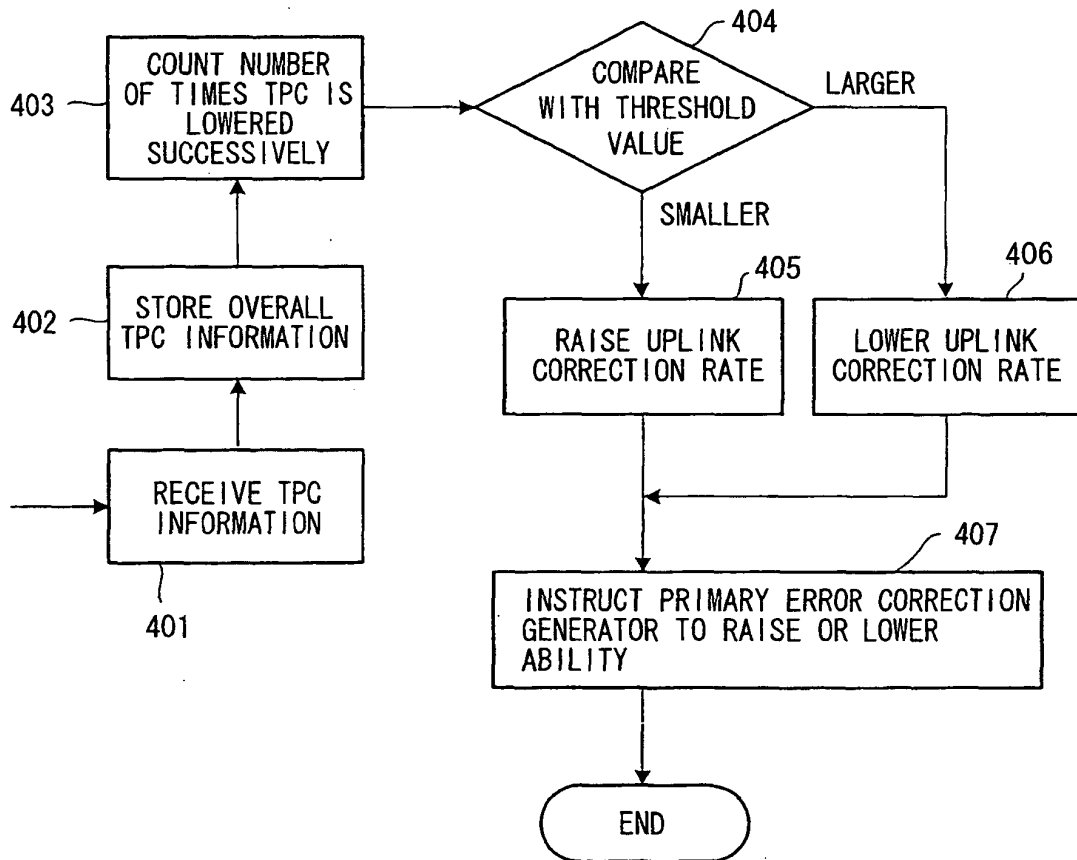 404
COUNT NUMBER
OF TIMES TPC IS
LOWERED
SUCCESSIVELY
403
COMPARE
WITH THRESHOLD
VALUE
LARGER
SMALLER
402
STORE OVERALL
TPC INFORMATION
405
RAISE UPLINK
CORRECTION RATE
406
LOWER UPLINK
CORRECTION RATE
RECEIVE TPC
INFORMATION
401
407
INSTRUCT PRIMARY ERROR CORRECTION
GENERATOR TO RAISE OR LOWER
ABILITY
END